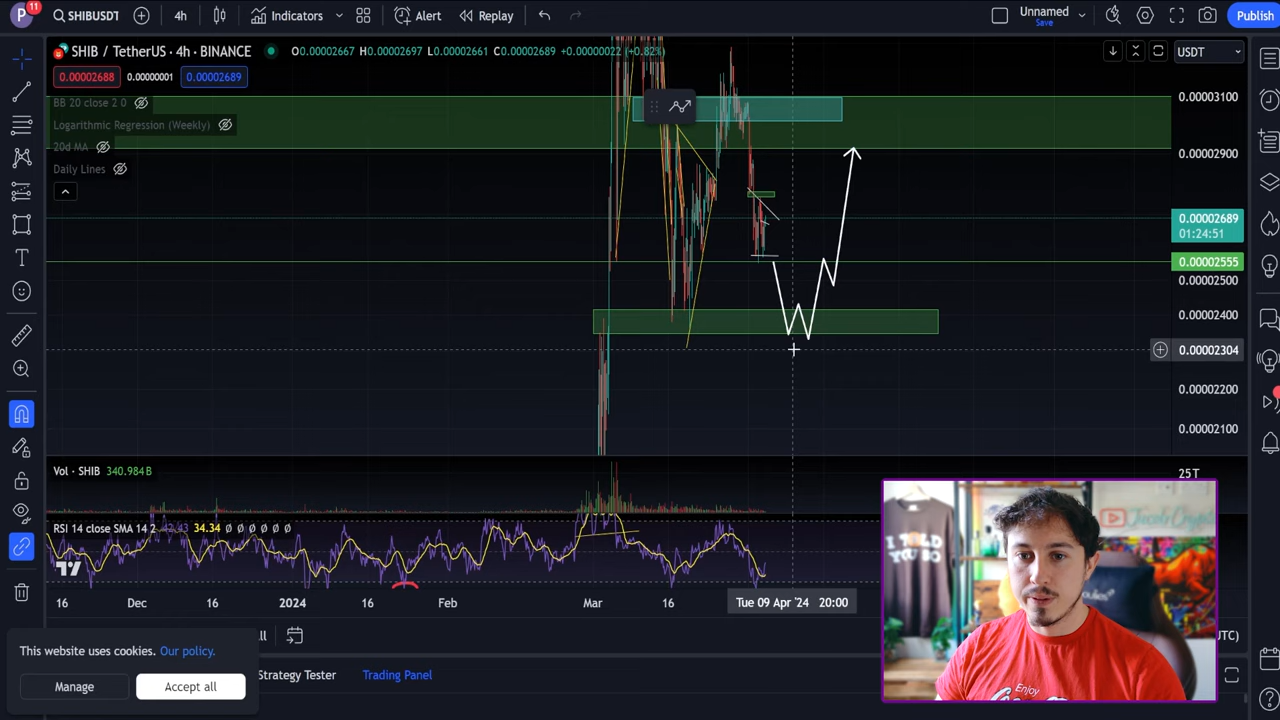 P
11
SHIBUSDT
4h
Indicators
Alert
Replay
Unnamed
Save
Publish
SHIB / TetherUS · 4h · BINANCE
O0.00002667 H0.00002697 L0.00002661 C0.00002689 +0.00000022 (+0.82%)
USDT
0.00002688
0.00000001
0.00002689
BB 20 close 2 0
Logarithmic Regression (Weekly)
20d MA
Daily Lines
0.00003100
0.00002900
0.00002689
01:24:51
0.00002555
0.00002500
0.00002400
0.00002304
0.00002200
0.00002100
Vol · SHIB 340.984B
25T
RSI 14 close SMA 14 2 42.43 34.34 Ø Ø Ø Ø Ø Ø
16
Dec
16
2024
16
Feb
Mar
16
Tue 09 Apr '24 20:00
This website uses cookies. Our policy.
Manage
Accept all
Strategy Tester
Trading Panel
Enjoy